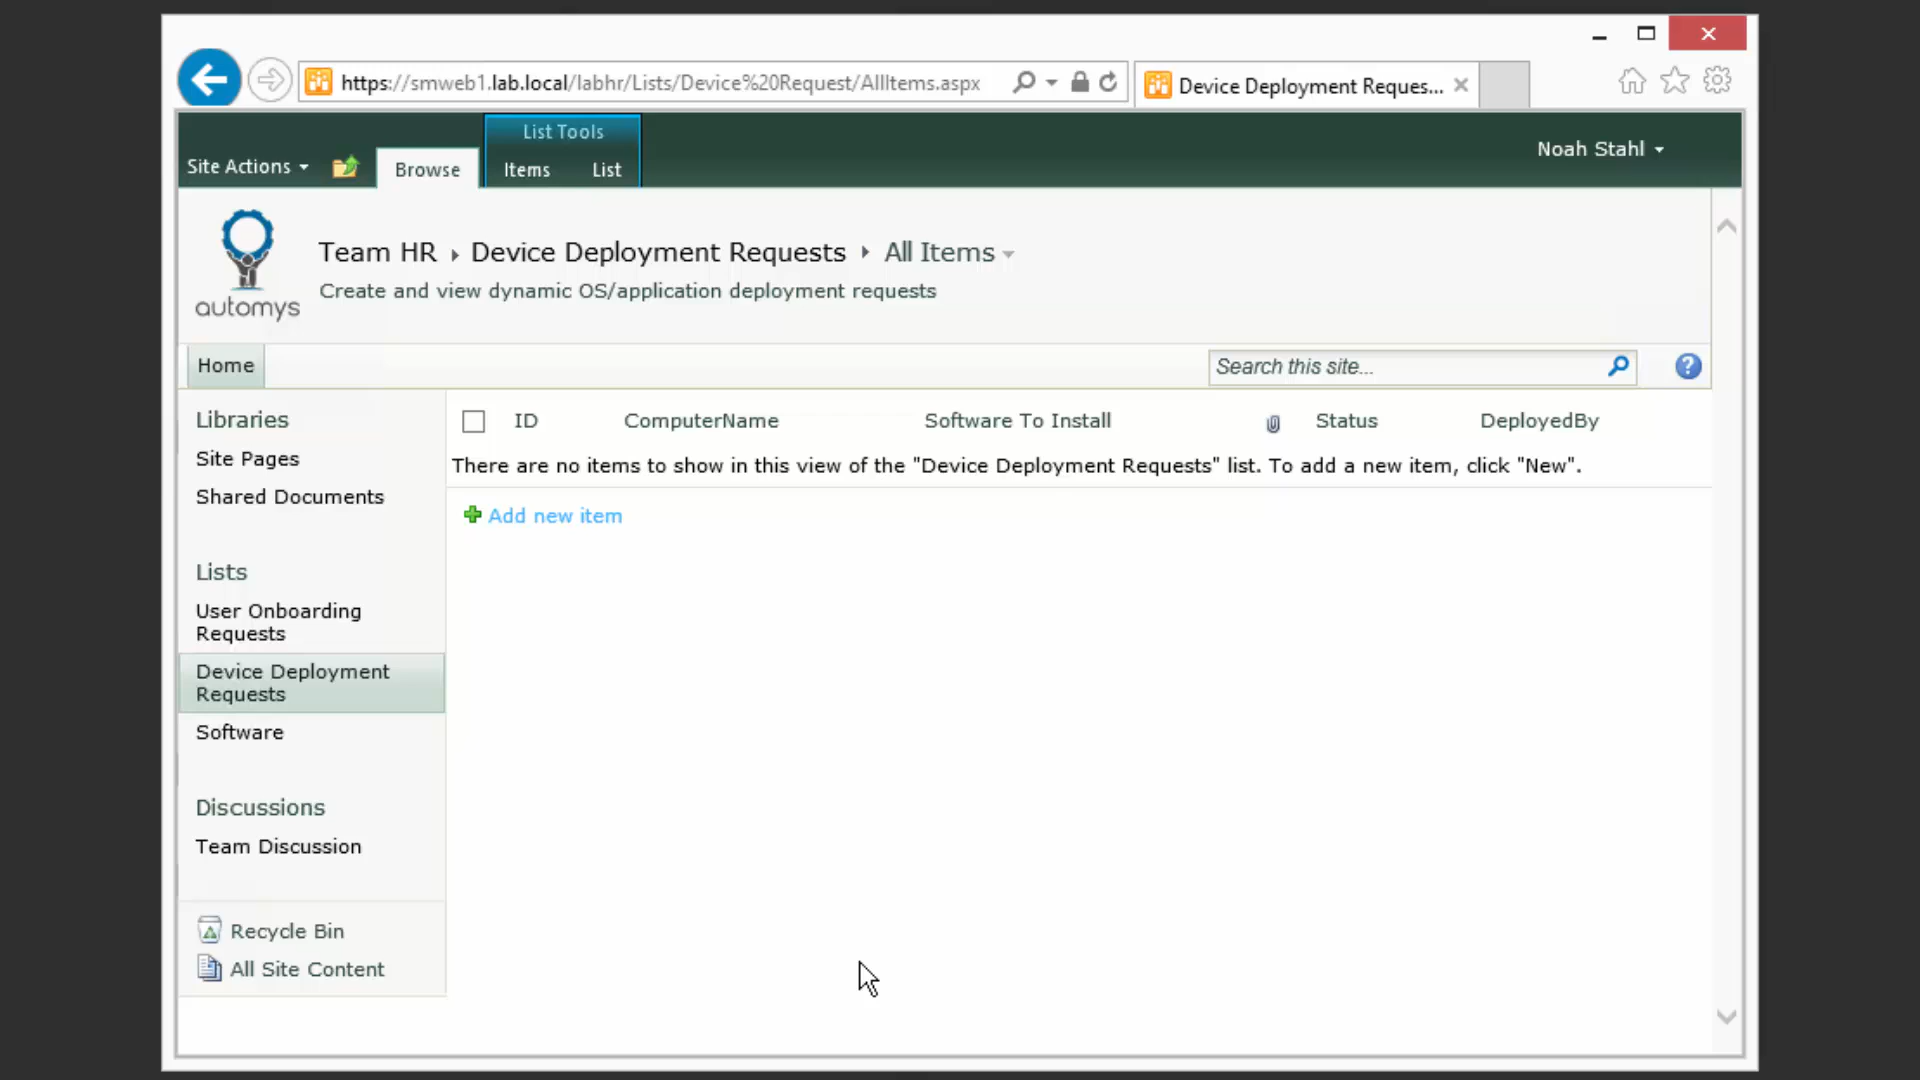 https://smweb1.lab.local/labhr/Lists/Device%20Request/AllItems.aspx
Device Deployment Reques...
List Tools
Site Actions
Browse
Items
List
Noah Stahl
automys
Team HR Device Deployment Requests All Items
Create and view dynamic OS/application deployment requests
Home
Search this site...
Libraries
Site Pages
Shared Documents
Lists
User Onboarding
Requests
Device Deployment
Requests
Software
Discussions
Team Discussion
Recycle Bin
All Site Content
ID ComputerName Software To Install Status DeployedBy
There are no items to show in this view of the "Device Deployment Requests" list. To add a new item, click "New".
Add new item